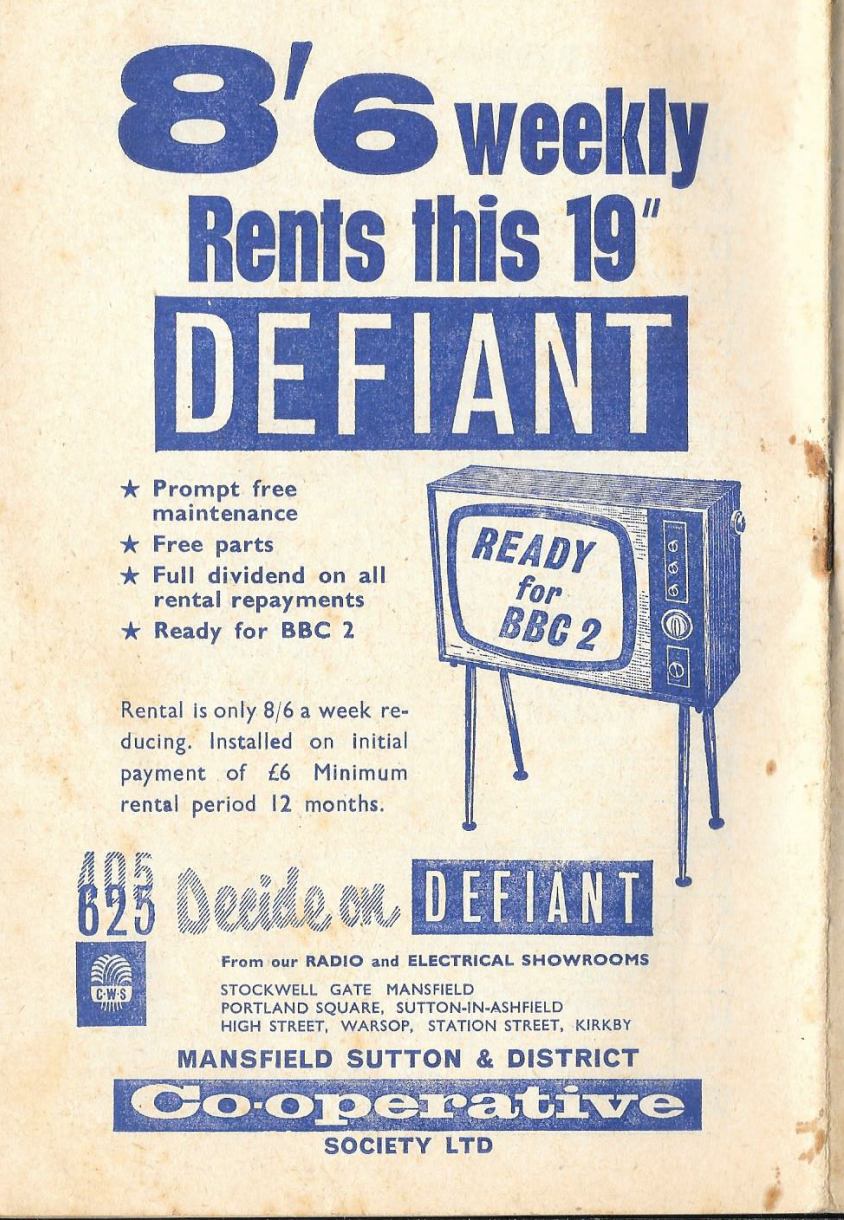 8'6 weekly
Rents this 19"
DEFIANT
★ Prompt free
maintenance
★ Free parts
★ Full dividend on all
rental repayments
★ Ready for BBC 2
READY
for
BBC 2
Rental is only 8/6 a week re-
ducing. Installed on initial
payment of £6 Minimum
rental period 12 months.
405
625
Decide on DEFIANT
C·W·S
From our RADIO and ELECTRICAL SHOWROOMS
STOCKWELL GATE MANSFIELD
PORTLAND SQUARE, SUTTON-IN-ASHFIELD
HIGH STREET, WARSOP, STATION STREET, KIRKBY
MANSFIELD SUTTON & DISTRICT
Co-operative
SOCIETY LTD